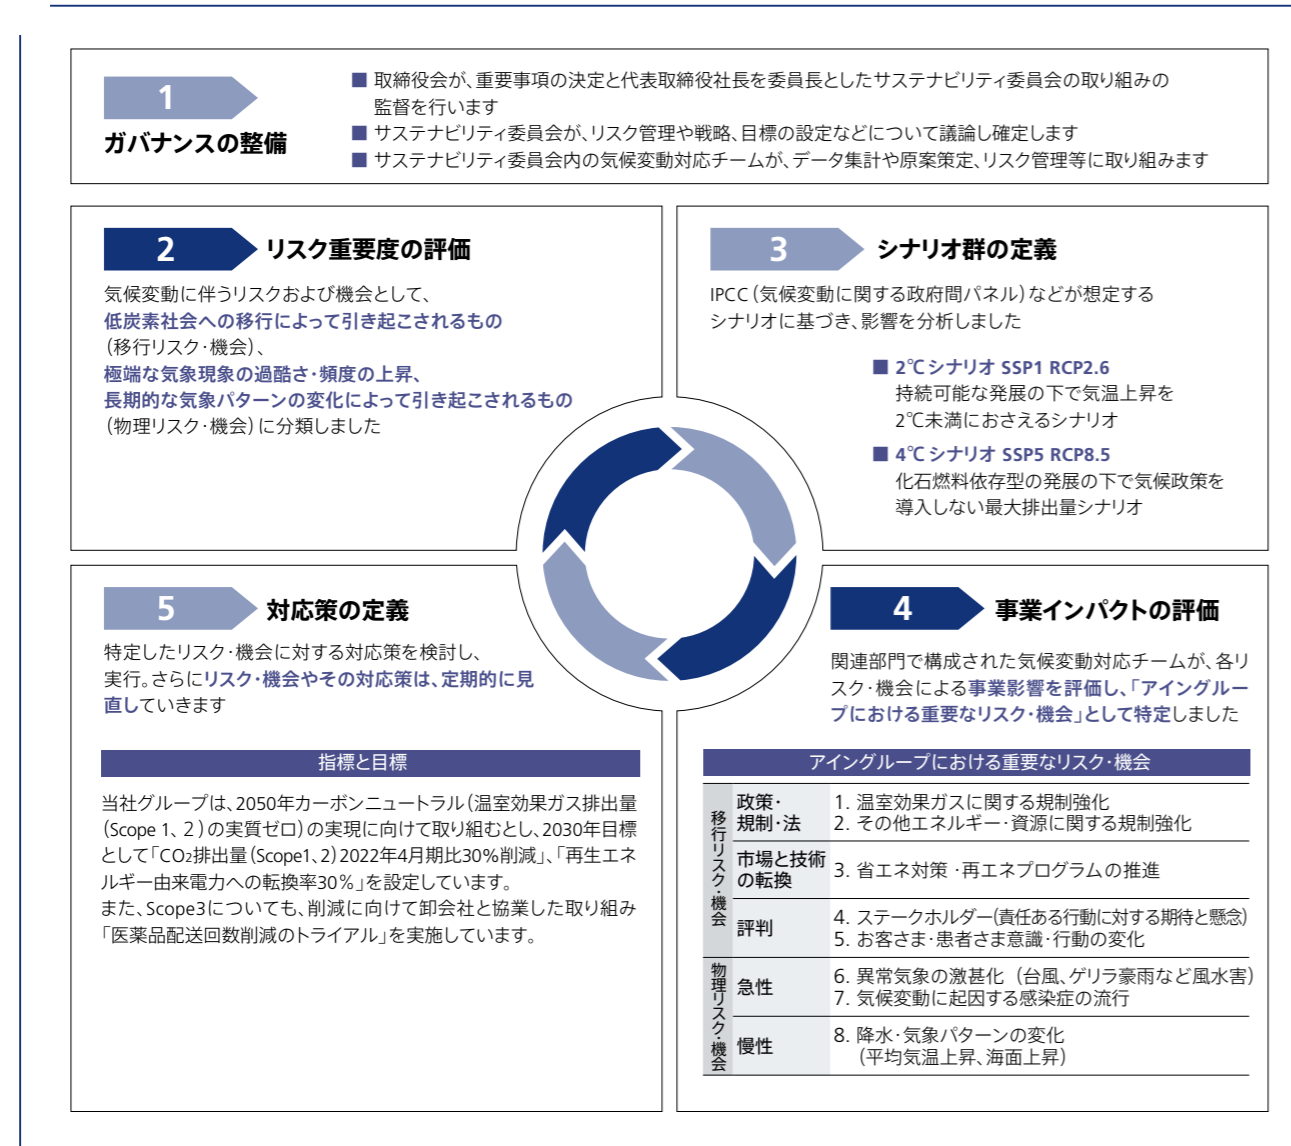 1
ガバナンスの整備
■ 取締役会が、重要事項の決定と代表取締役社長を委員長としたサステナビリティ委員会の取り組みの
監督を行います
■ サステナビリティ委員会が、リスク管理や戦略、目標の設定などについて議論し確定します
■ サステナビリティ委員会内の気候変動対応チームが、データ集計や原案策定、リスク管理等に取り組みます
2
リスク重要度の評価
気候変動に伴うリスクおよび機会として、
低炭素社会への移行によって引き起こされるもの
（移行リスク・機会）、
極端な気象現象の過酷さ・頻度の上昇、
長期的な気象パターンの変化によって引き起こされるもの
（物理リスク・機会）に分類しました
3
シナリオ群の定義
IPCC（気候変動に関する政府間パネル）などが想定する
シナリオに基づき、影響を分析しました
■ 2℃シナリオ SSP1 RCP2.6
持続可能な発展の下で気温上昇を
2℃未満におさえるシナリオ
■ 4℃シナリオ SSP5 RCP8.5
化石燃料依存型の発展の下で気候政策を
導入しない最大排出量シナリオ
4
事業インパクトの評価
関連部門で構成された気候変動対応チームが、各リ
スク・機会による事業影響を評価し、「アイングルー
プにおける重要なリスク・機会」として特定しました
アイングループにおける重要なリスク・機会
移行リスク・機会
政策・
規制・法
1. 温室効果ガスに関する規制強化
2. その他エネルギー・資源に関する規制強化
市場と技術
の転換
3. 省エネ対策・再エネプログラムの推進
評判
4. ステークホルダー(責任ある行動に対する期待と懸念)
5. お客さま・患者さま意識・行動の変化
物理リスク・機会
急性
6. 異常気象の激甚化（台風、ゲリラ豪雨など風水害）
7. 気候変動に起因する感染症の流行
慢性
8. 降水・気象パターンの変化
（平均気温上昇、海面上昇）
5
対応策の定義
特定したリスク・機会に対する対応策を検討し、
実行。さらにリスク・機会やその対応策は、定期的に見
直していきます
指標と目標
当社グループは、2050年カーボンニュートラル（温室効果ガス排出量
（Scope 1、2）の実質ゼロ）の実現に向けて取り組むとし、2030年目標
として「CO₂排出量（Scope1、2）2022年4月期比30％削減」、「再生エネ
ルギー由来電力への転換率30％」を設定しています。
また、Scope3についても、削減に向けて卸会社と協業した取り組み
「医薬品配送回数削減のトライアル」を実施しています。